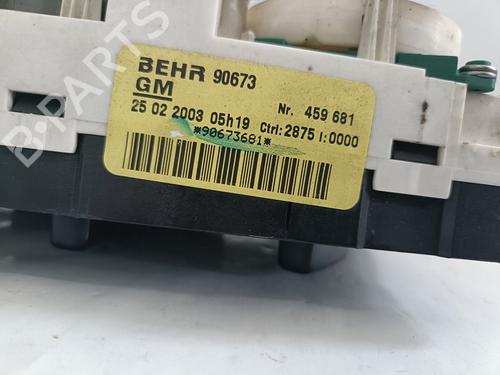 BEHR 90673
GM
Nr. 459 681
25 02 2003 05h19 Ctrl:2875 I:0000
*90673681*
B-PARTS